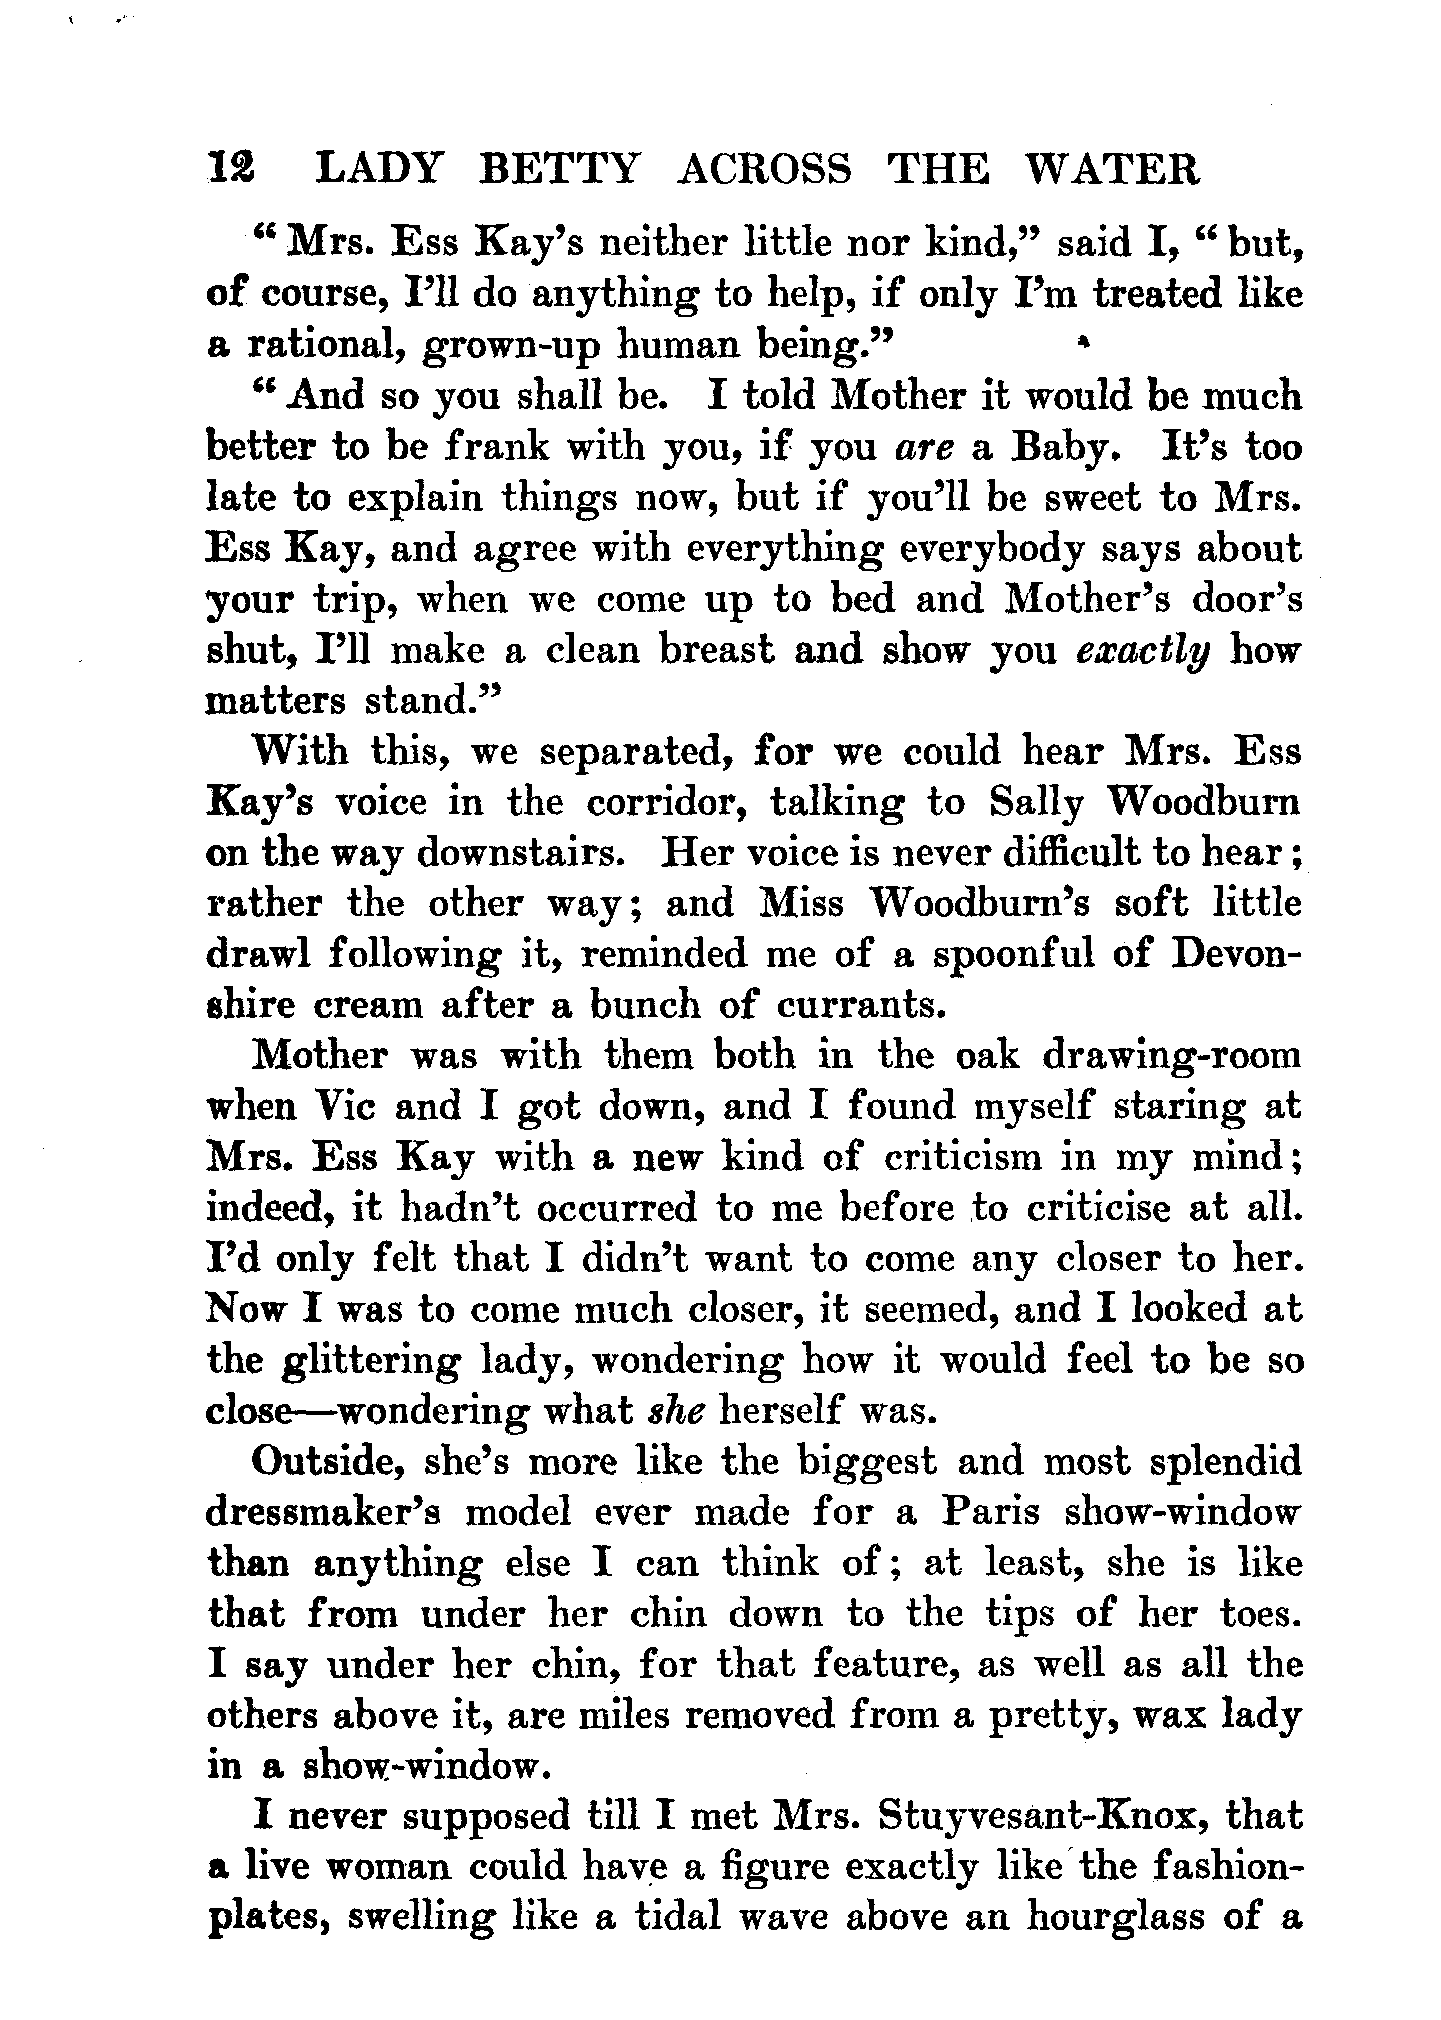 12 LADY BETTY ACROSS THE WATER
“Mrs. Ess Kay’s neither little nor kind,” said I, “but,
of course, I’ll do anything to help, if only I’m treated like
a rational, grown-up human being.”
“And so you shall be. I told Mother it would be much
better to be frank with you, if you are a Baby. It’s too
late to explain things now, but if you’ll be sweet to Mrs.
Ess Kay, and agree with everything everybody says about
your trip, when we come up to bed and Mother’s door’s
shut, I’ll make a clean breast and show you exactly how
matters stand.”
With this, we separated, for we could hear Mrs. Ess
Kay’s voice in the corridor, talking to Sally Woodburn
on the way downstairs. Her voice is never difficult to hear;
rather the other way; and Miss Woodburn’s soft little
drawl following it, reminded me of a spoonful of Devon-
shire cream after a bunch of currants.
Mother was with them both in the oak drawing-room
when Vic and I got down, and I found myself staring at
Mrs. Ess Kay with a new kind of criticism in my mind;
indeed, it hadn’t occurred to me before to criticise at all.
I’d only felt that I didn’t want to come any closer to her.
Now I was to come much closer, it seemed, and I looked at
the glittering lady, wondering how it would feel to be so
close—wondering what she herself was.
Outside, she’s more like the biggest and most splendid
dressmaker’s model ever made for a Paris show-window
than anything else I can think of; at least, she is like
that from under her chin down to the tips of her toes.
I say under her chin, for that feature, as well as all the
others above it, are miles removed from a pretty, wax lady
in a show-window.
I never supposed till I met Mrs. Stuyvesant-Knox, that
a live woman could have a figure exactly like the fashion-
plates, swelling like a tidal wave above an hourglass of a